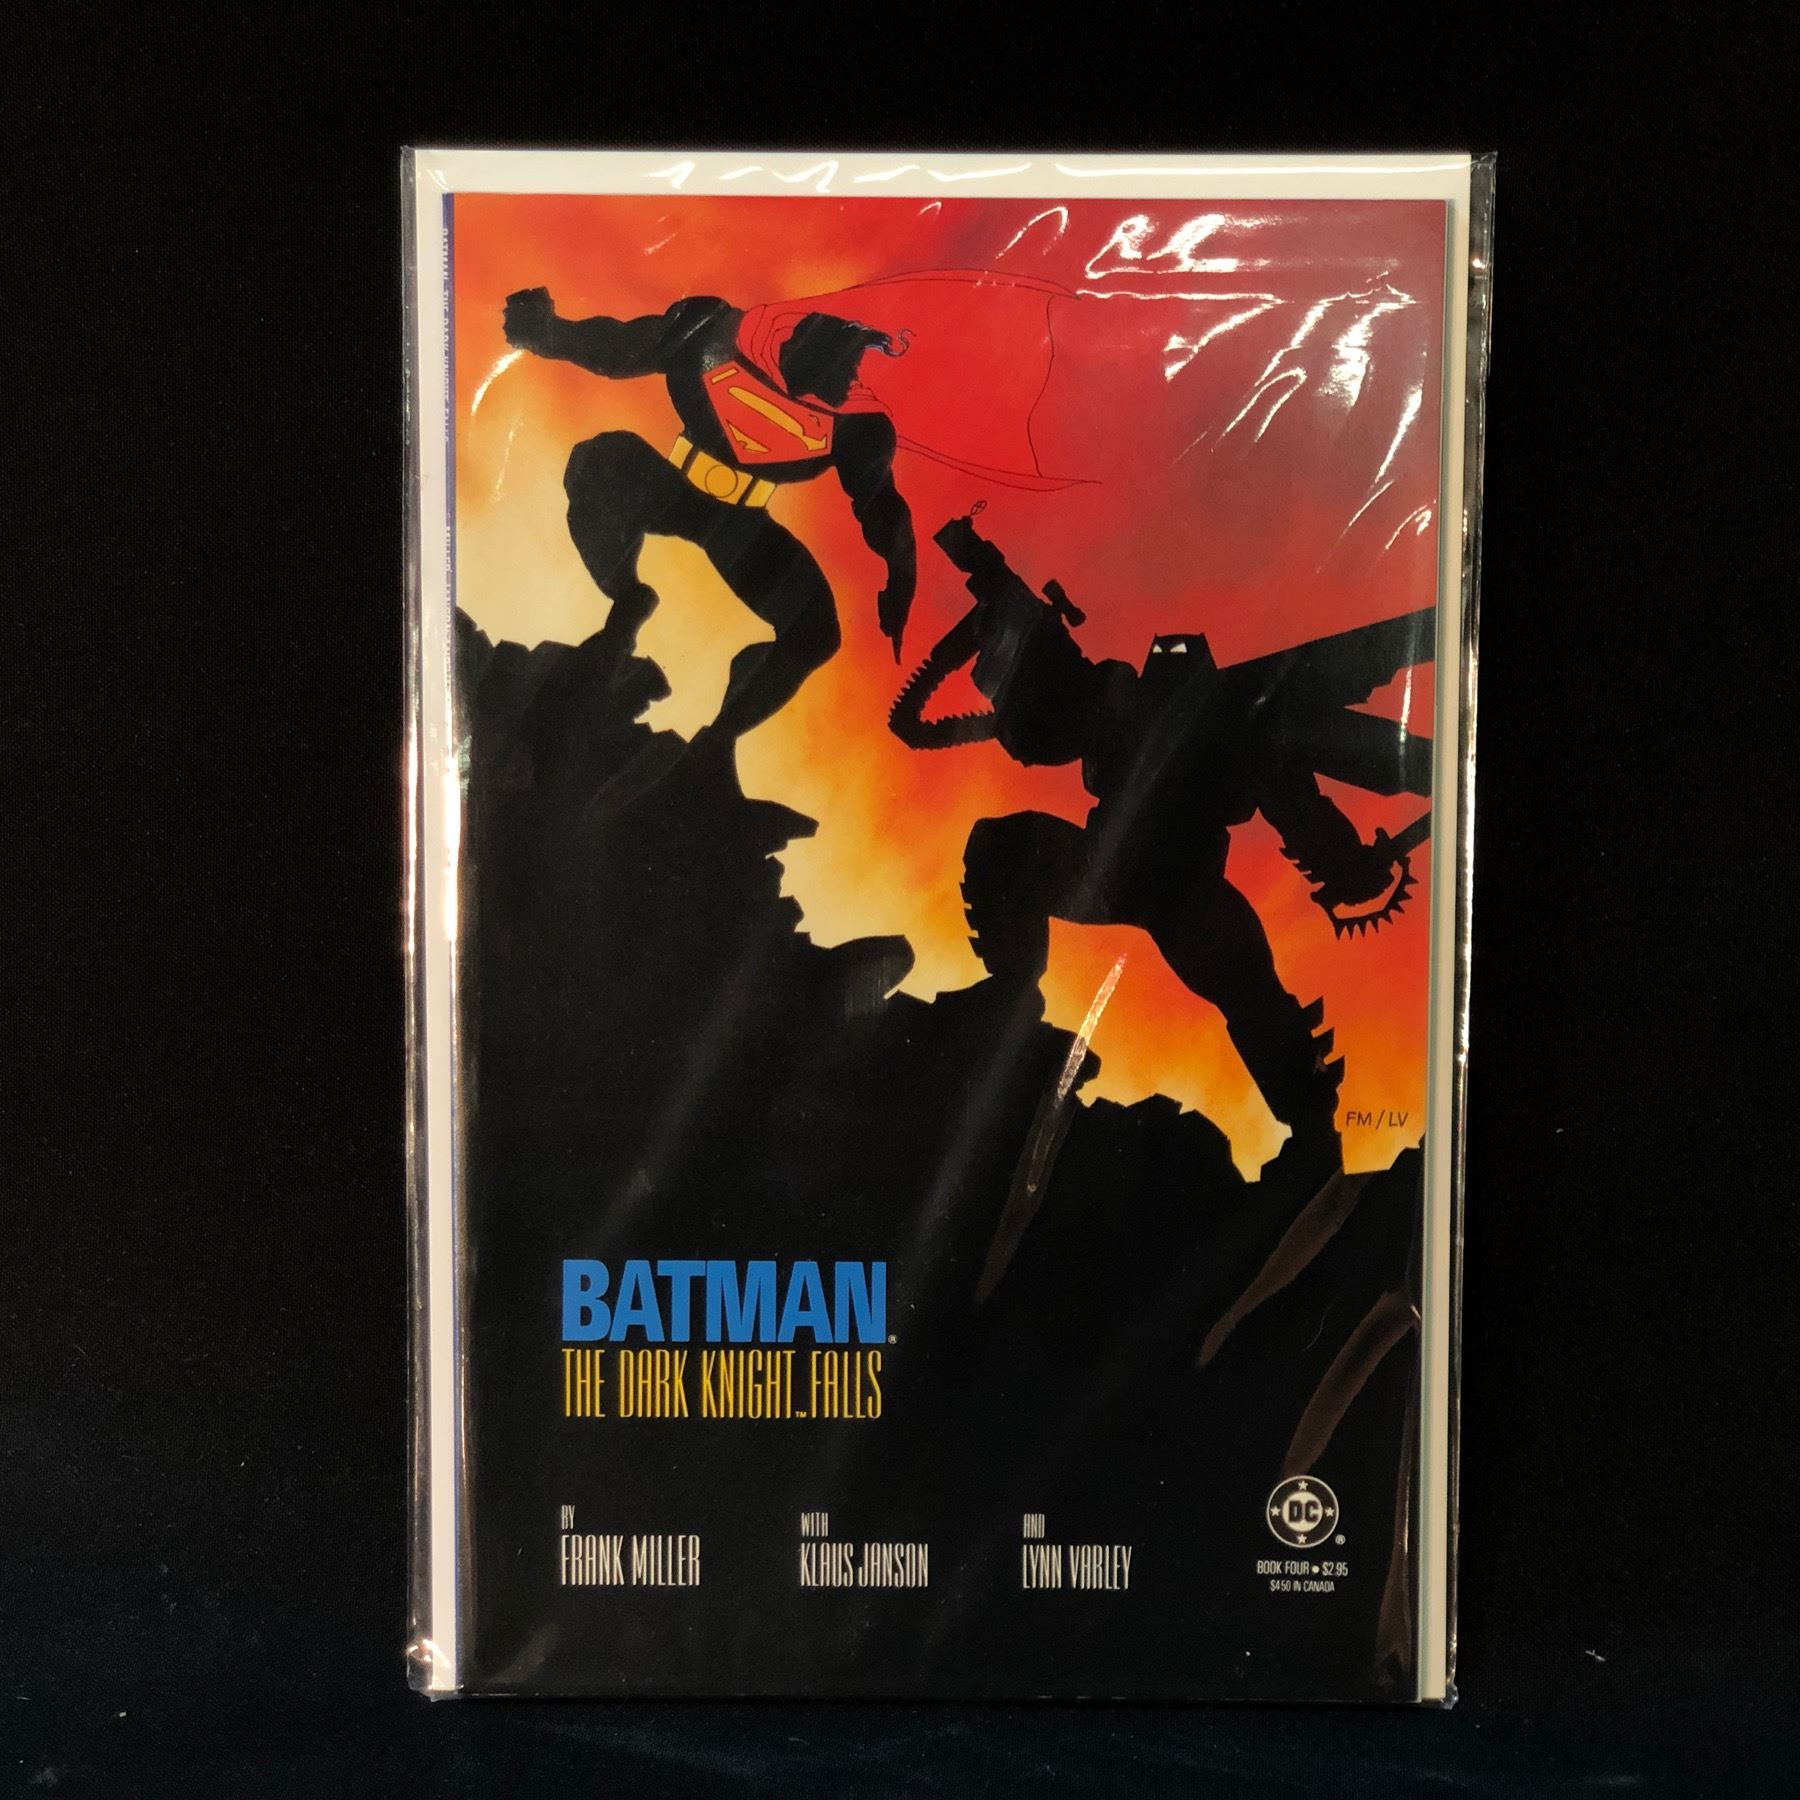 FM / LV
BATMAN®
THE DARK KNIGHT™ FALLS
BY
FRANK MILLER
WITH
KLAUS JANSON
AND
LYNN VARLEY
DC®
BOOK FOUR • $2.95
$4.50 IN CANADA